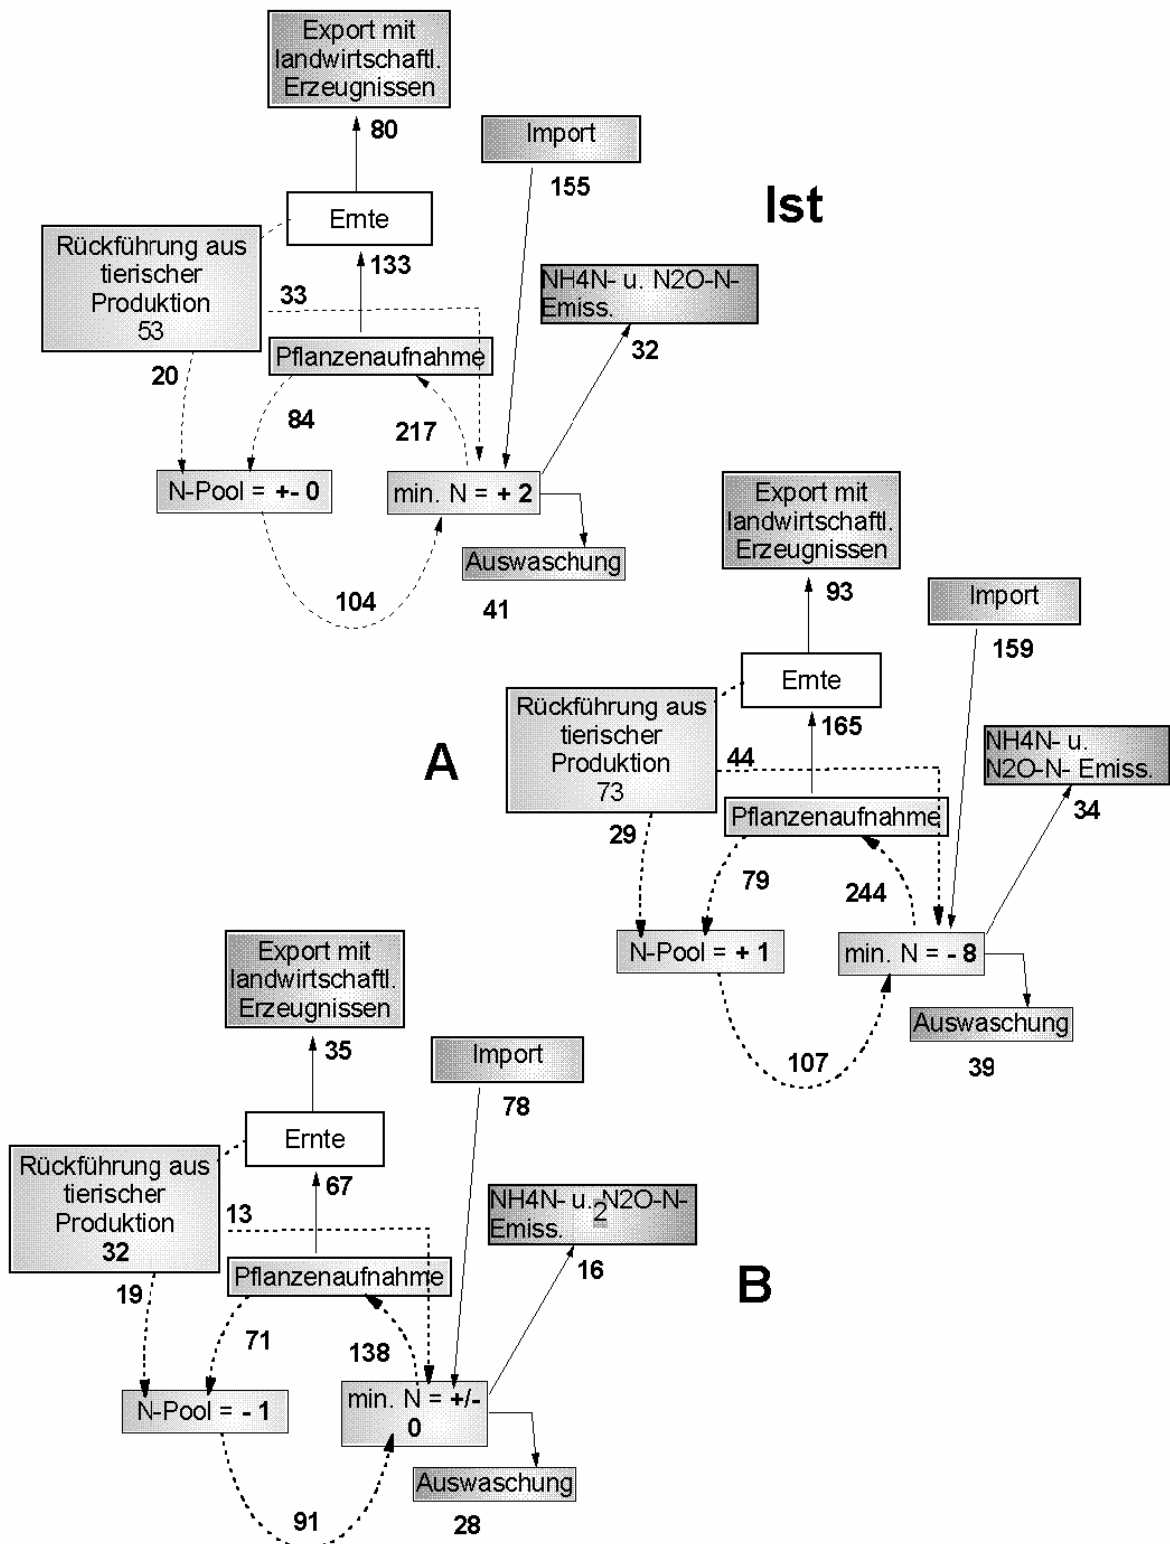 Export mit
landwirtschaftl.
Erzeugnissen
80
Import
155
Ist
Ernte
133
Rückführung aus
tierischer
Produktion
53
33
NH4N- u. N2O-N-
Emiss.
32
Pflanzenaufnahme
20
84
217
N-Pool = +- 0
min. N = + 2
Auswaschung
41
104
Export mit
landwirtschaftl.
Erzeugnissen
93
Import
159
A
Ernte
165
Rückführung aus
tierischer
Produktion
73
44
NH4N- u.
N2O-N- Emiss.
34
Pflanzenaufnahme
29
79
244
N-Pool = + 1
min. N = - 8
Auswaschung
39
107
Export mit
landwirtschaftl.
Erzeugnissen
35
Import
78
B
Ernte
67
Rückführung aus
tierischer
Produktion
32
13
NH4N- u. N2O-N-
2
Emiss.
16
Pflanzenaufnahme
19
71
138
N-Pool = - 1
min. N = +/-
0
Auswaschung
28
91